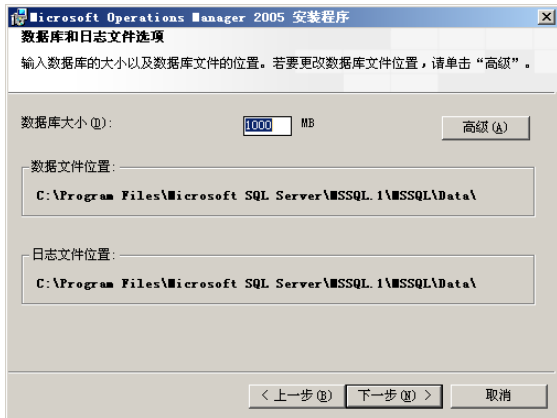 Microsoft Operations Manager 2005 安装程序
数据库和日志文件选项
输入数据库的大小以及数据库文件的位置。若要更改数据库文件位置，请单击“高级”。
数据库大小(D): 1000 MB 高级(A)
数据文件位置:
C:\Program Files\Microsoft SQL Server\MSSQL.1\MSSQL\Data\
日志文件位置:
C:\Program Files\Microsoft SQL Server\MSSQL.1\MSSQL\Data\
< 上一步(B) 下一步(N) > 取消